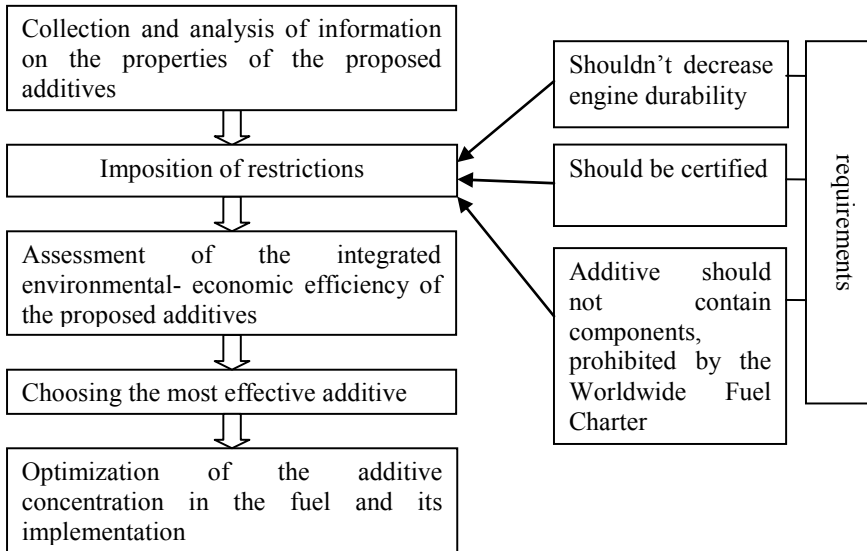 Collection and analysis of information
on the properties of the proposed
additives
Imposition of restrictions
Assessment of the integrated
environmental- economic efficiency of
the proposed additives
Choosing the most effective additive
Optimization of the additive
concentration in the fuel and its
implementation
Shouldn’t decrease
engine durability
Should be certified
Additive should
not contain
components,
prohibited by the
Worldwide Fuel
Charter
requirements